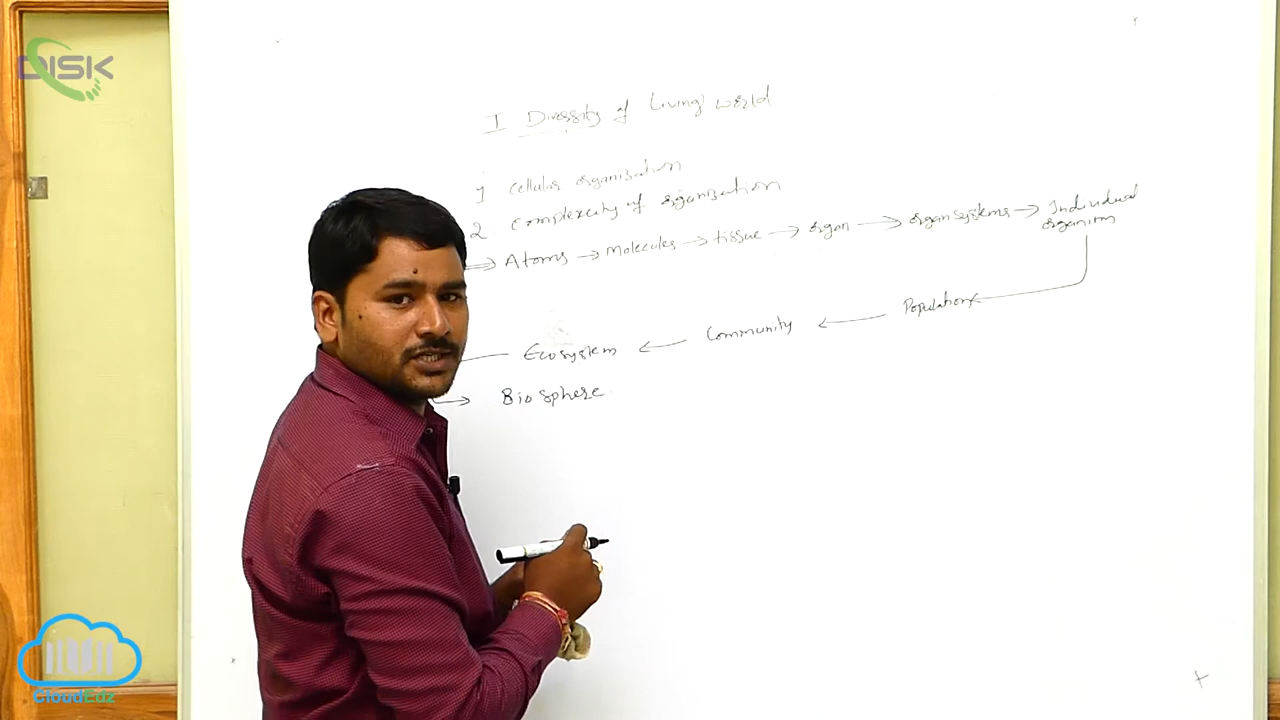 DISK
I Diversity of Living world
1 Cellular organisation
2 Complexity of organization
⇒ Atoms → Molecules → tissue → organ → organ systems → Individual organism
Population
Community
Ecosystem
Biosphere.
CloudEdz